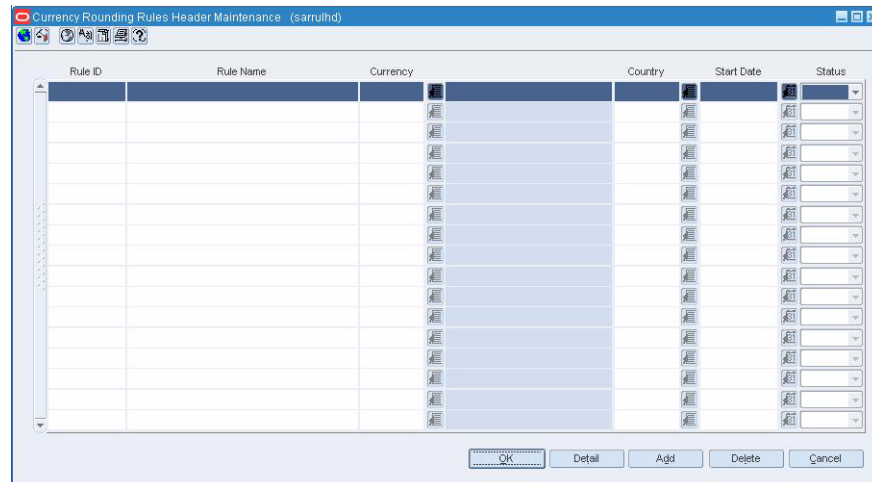 Currency Rounding Rules Header Maintenance (sarrulhd)
Rule ID Rule Name Currency Country Start Date Status
OK Detail Add Delete Cancel